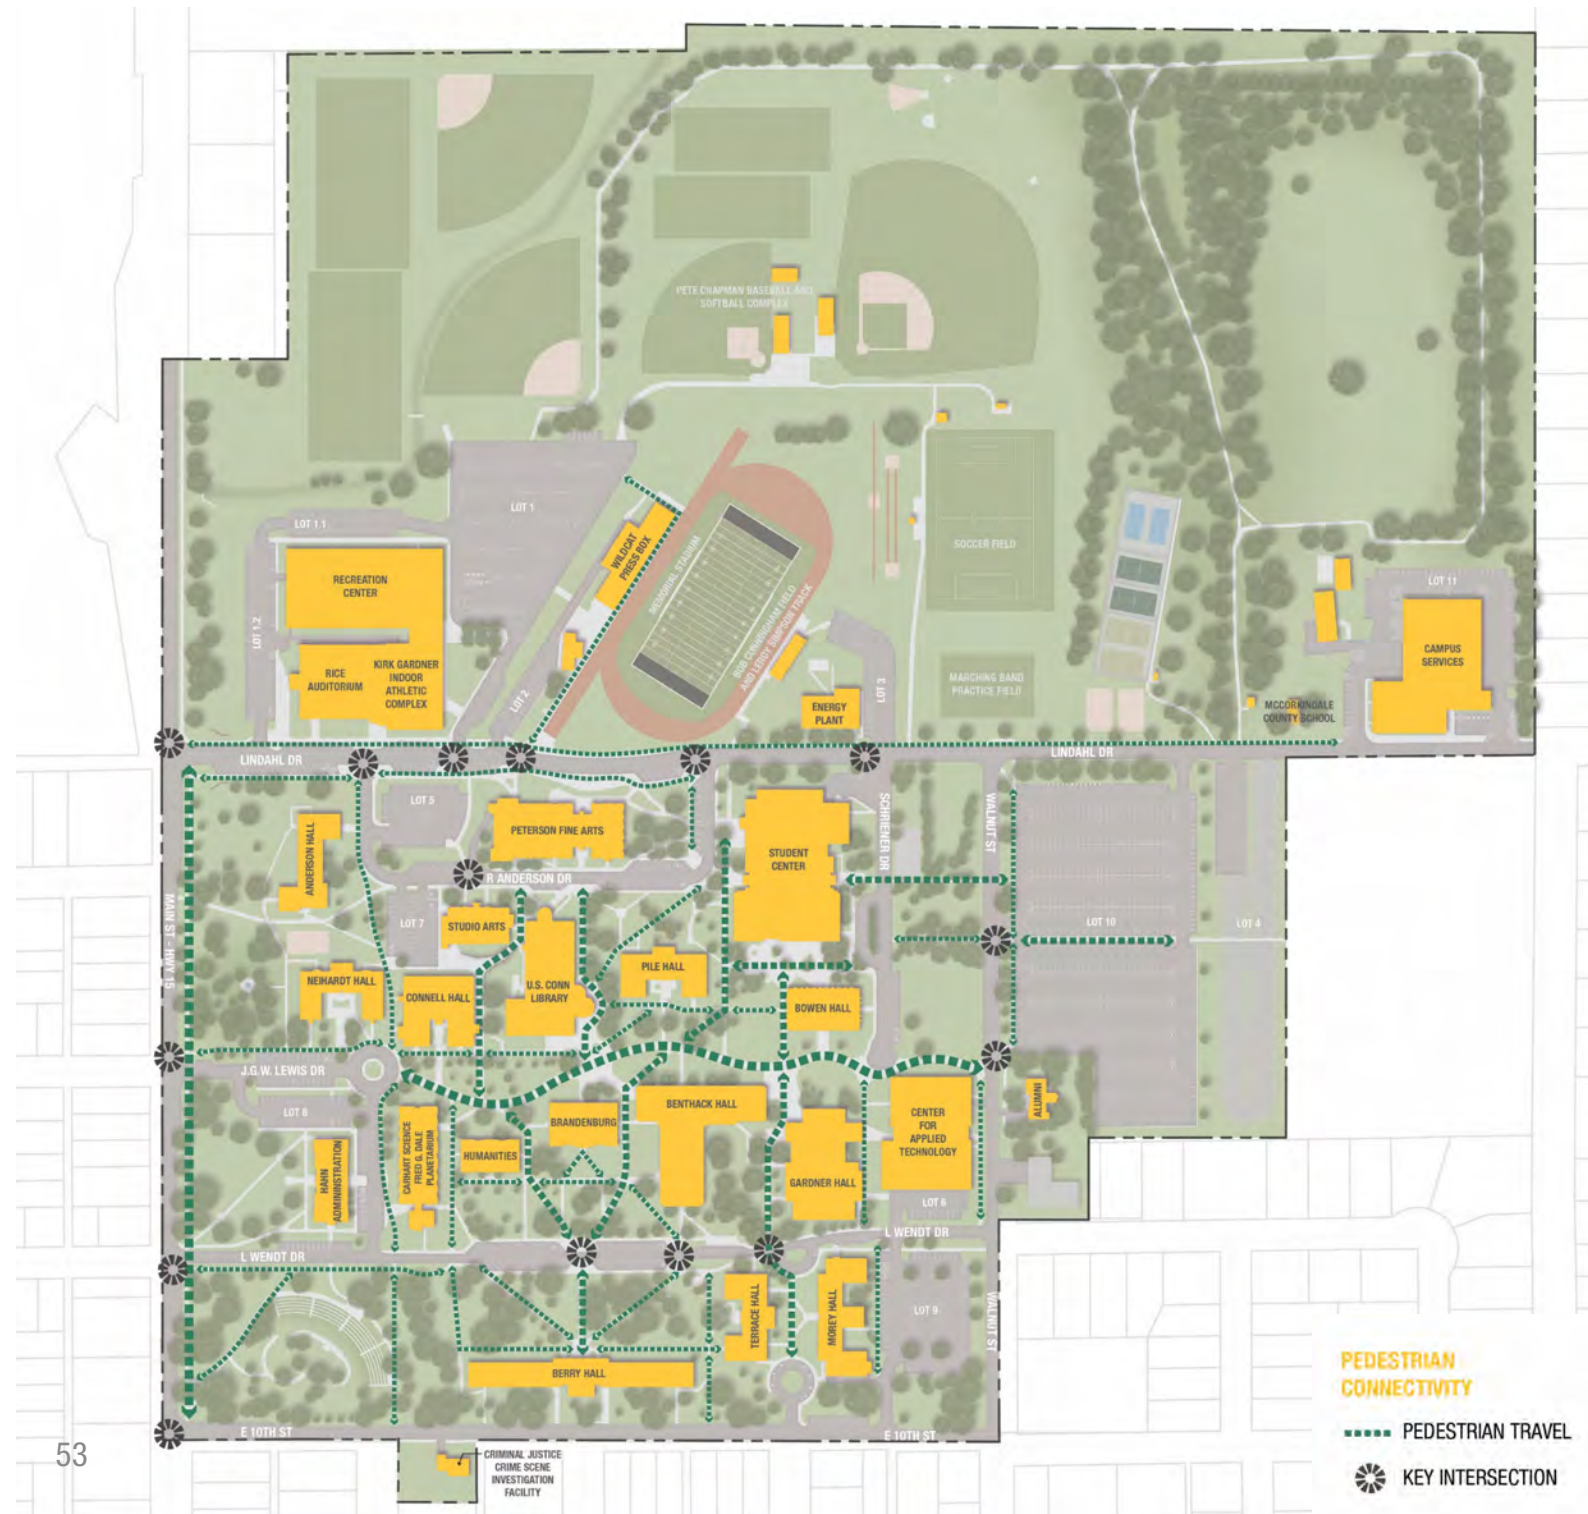 PETE CHAPMAN BASEBALL AND
SOFTBALL COMPLEX
LOT 1
LOT 1.1
LOT 1.2
RECREATION
CENTER
RICE
AUDITORIUM
KIRK GARDNER
INDOOR
ATHLETIC
COMPLEX
WILDCAT
PRESS BOX
MEMORIAL STADIUM
BOB CUNNINGHAM FIELD
AND LEROY SIMPSON TRACK
LOT 2
SOCCER FIELD
MARCHING BAND
PRACTICE FIELD
LOT 3
ENERGY
PLANT
LOT 11
CAMPUS
SERVICES
MCCORKINDALE
COUNTY SCHOOL
LINDAHL DR
LINDAHL DR
LOT 5
PETERSON FINE ARTS
ANDERSON HALL
R ANDERSON DR
STUDENT
CENTER
SCHRIENER DR
WALNUT ST
MAIN ST - HWY 15
LOT 7
STUDIO ARTS
LOT 10
LOT 4
NEIHARDT HALL
CONNELL HALL
U.S. CONN
LIBRARY
PILE HALL
BOWEN HALL
J.G.W. LEWIS DR
LOT 8
HAHN
ADMININSTRATION
CARHART SCIENCE
FRED G. DALE
PLANETARIUM
HUMANITIES
BRANDENBURG
BENTHACK HALL
GARDNER HALL
CENTER
FOR
APPLIED
TECHNOLOGY
ALUMNI
LOT 6
L WENDT DR
L WENDT DR
TERRACE HALL
MOREY HALL
LOT 9
WALNUT ST
BERRY HALL
E 10TH ST
E 10TH ST
CRIMINAL JUSTICE
CRIME SCENE
INVESTIGATION
FACILITY
53
PEDESTRIAN
CONNECTIVITY
PEDESTRIAN TRAVEL
KEY INTERSECTION